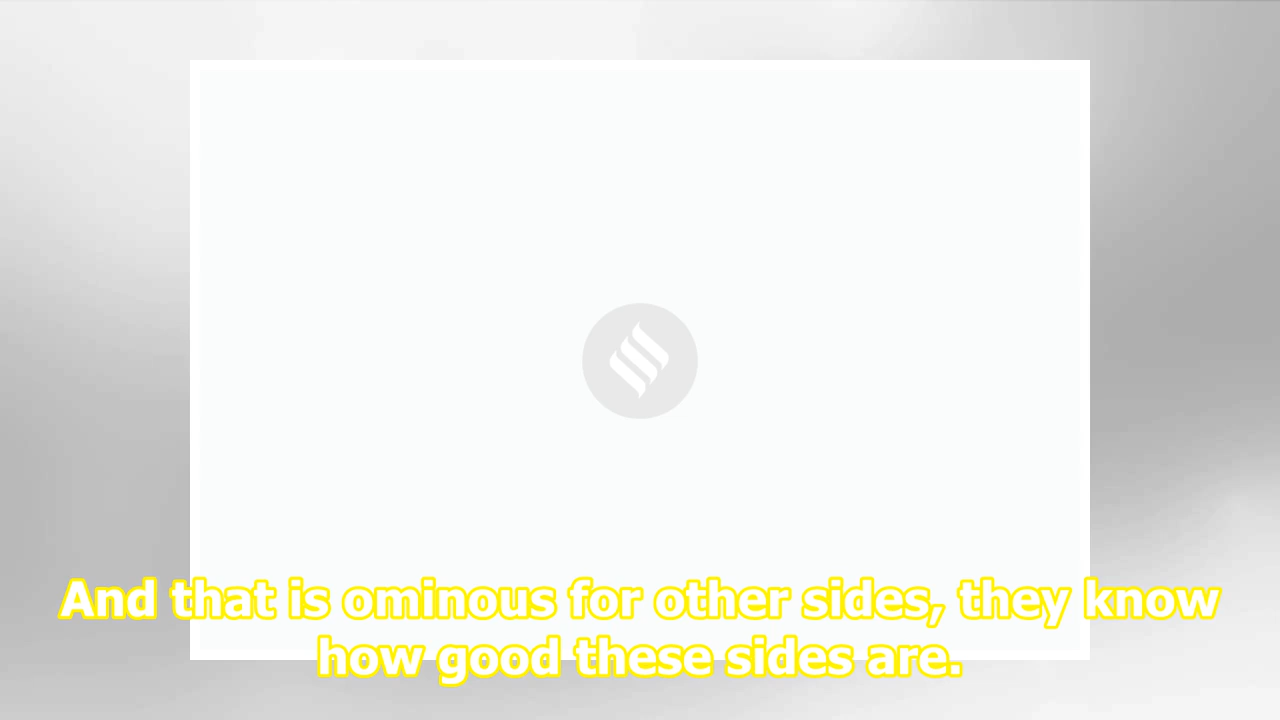 And that is ominous for other sides, they know
how good these sides are.